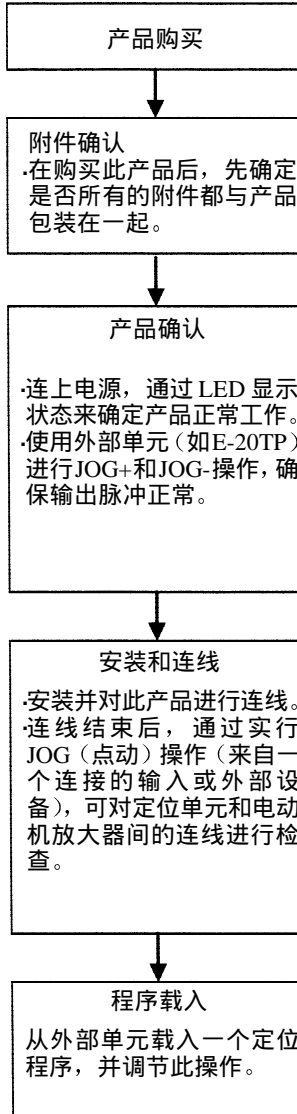 产品购买
附件确认
·在购买此产品后，先确定
是否所有的附件都与产品
包装在一起。
产品确认
·连上电源，通过 LED 显示
状态来确定产品正常工作。
·使用外部单元（如E-20TP）
进行JOG+和JOG-操作，确
保输出脉冲正常。
安装和连线
·安装并对此产品进行连线。
·连线结束后，通过实行
JOG（点动）操作（来自一
个连接的输入或外部设
备），可对定位单元和电动
机放大器间的连线进行检
查。
程序载入
从外部单元载入一个定位
程序，并调节此操作。